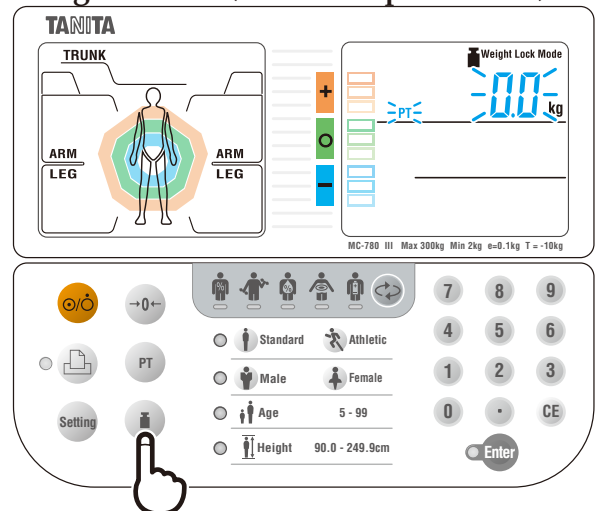 TANITA
TRUNK
ARM
LEG
ARM
LEG
+
O
−
Weight Lock Mode
PT
0.0 kg
MC-780 III Max 300kg Min 2kg e=0.1kg T = -10kg
→0←
PT
Setting
% %
Standard Athletic
Male Female
Age 5 - 99
Height 90.0 - 249.9cm
7 8 9
4 5 6
1 2 3
0 . CE
Enter